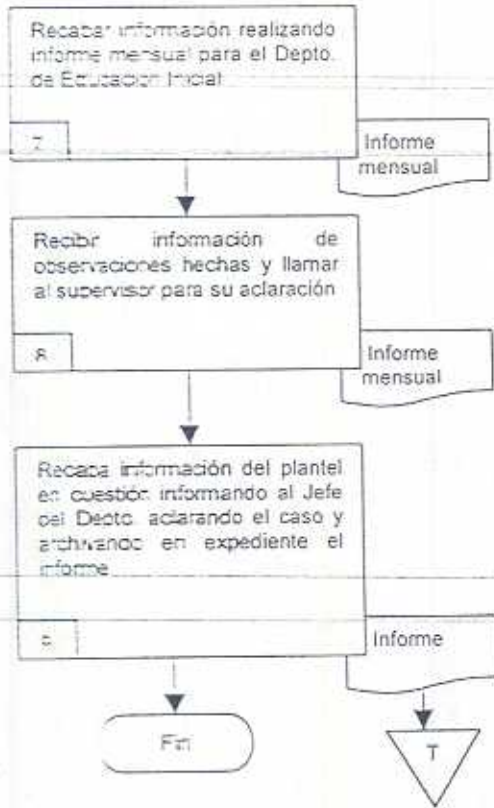 Recabar información realizando
informe mensual para el Depto.
de Educación Inicial
7
Informe
mensual
Recibir información de
observaciones hechas y llamar
al supervisor para su aclaración
8
Informe
mensual
Recaba información del plantel
en cuestión informando al Jefe
del Depto. aclarando el caso y
archivando en expediente el
informe
Informe
Fin
T